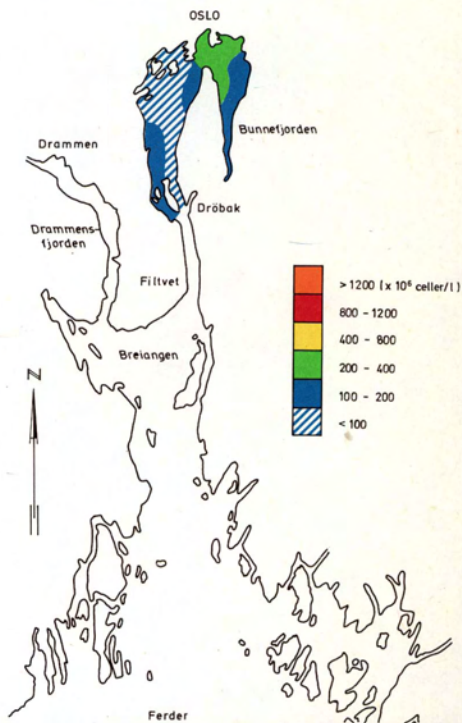 OSLO
Bunnefjorden
Drammen
Dröbak
Drammens-
fjorden
Filtvet
> 1200 (x 10⁶ celler/l)
800 - 1200
400 - 800
200 - 400
100 - 200
< 100
Breiangen
N
Ferder